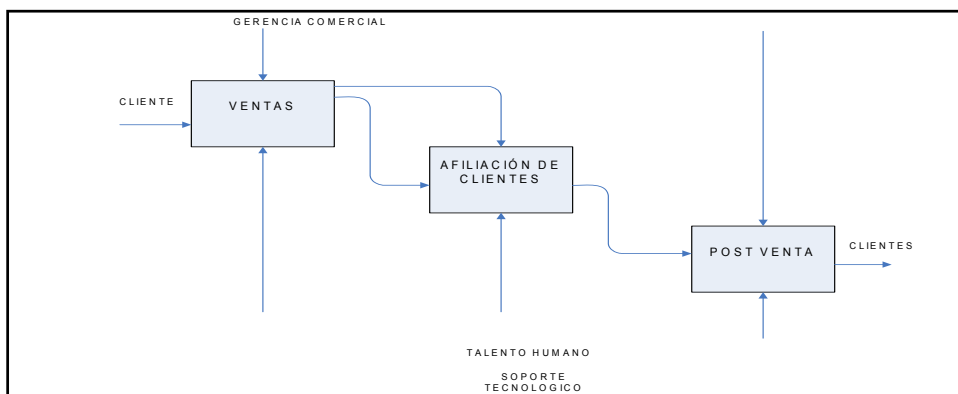 GERENCIA COMERCIAL
CLIENTE
VENTAS
AFILIACIÓN DE
CLIENTES
POST VENTA
CLIENTES
TALENTO HUMANO
SOPORTE
TECNOLOGICO